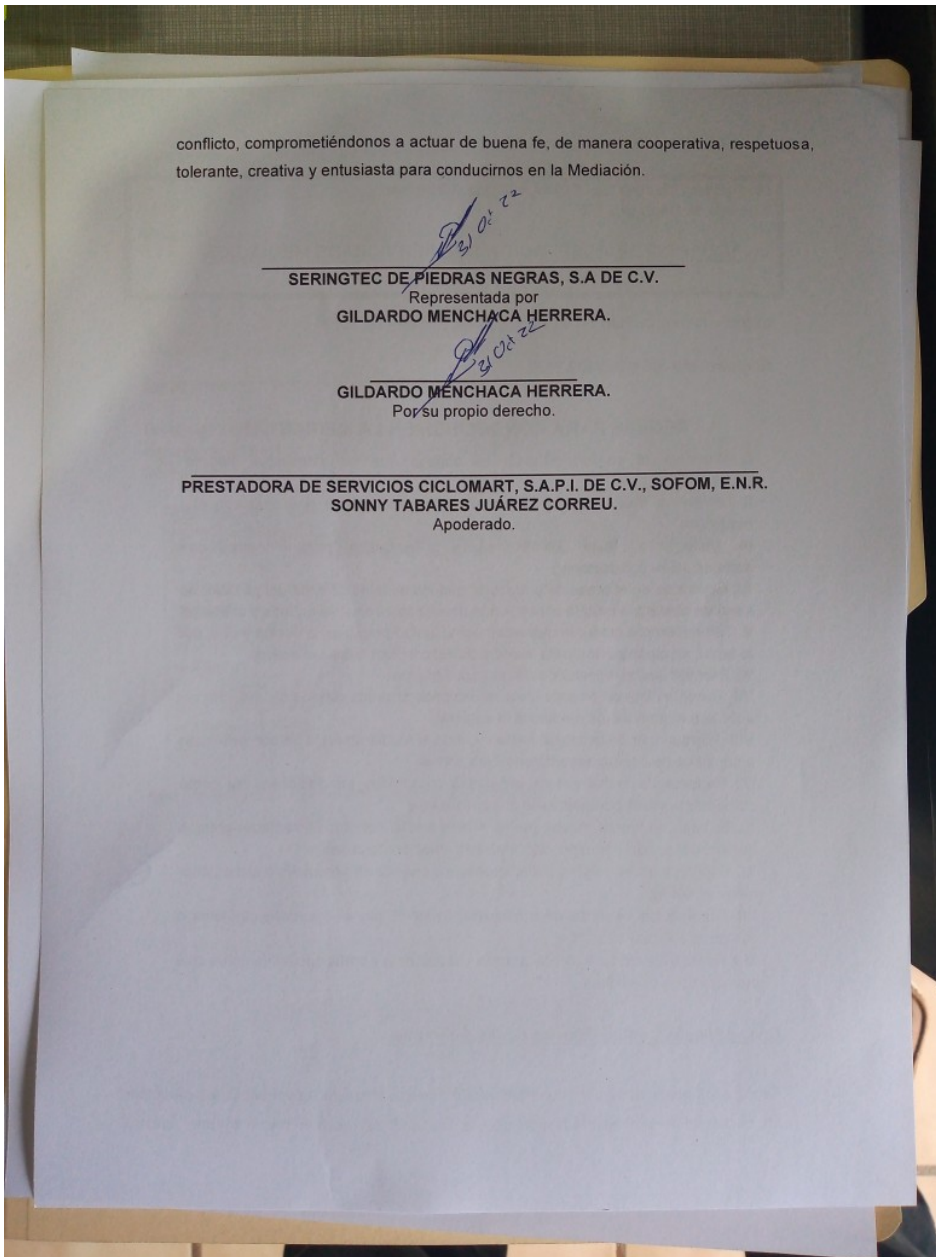 conflicto, comprometiéndonos a actuar de buena fe, de manera cooperativa, respetuosa,
tolerante, creativa y entusiasta para conducirnos en la Mediación.
31 Oct 22
SERINGTEC DE PIEDRAS NEGRAS, S.A DE C.V.
Representada por
GILDARDO MENCHACA HERRERA.
31 Oct 22
GILDARDO MENCHACA HERRERA.
Por su propio derecho.
PRESTADORA DE SERVICIOS CICLOMART, S.A.P.I. DE C.V., SOFOM, E.N.R.
SONNY TABARES JUÁREZ CORREU.
Apoderado.